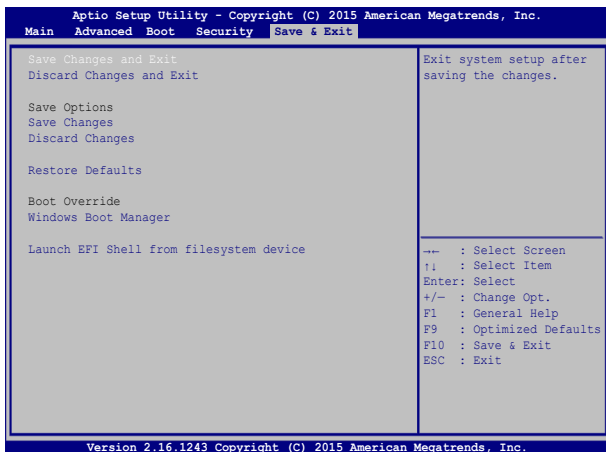 Aptio Setup Utility - Copyright (C) 2015 American Megatrends, Inc.
Main Advanced Boot Security Save & Exit
Save Changes and Exit
Discard Changes and Exit
Save Options
Save Changes
Discard Changes
Restore Defaults
Boot Override
Windows Boot Manager
Launch EFI Shell from filesystem device
Exit system setup after
saving the changes.
→← : Select Screen
↑↓ : Select Item
Enter: Select
+/— : Change Opt.
F1 : General Help
F9 : Optimized Defaults
F10 : Save & Exit
ESC : Exit
Version 2.16.1243 Copyright (C) 2015 American Megatrends, Inc.